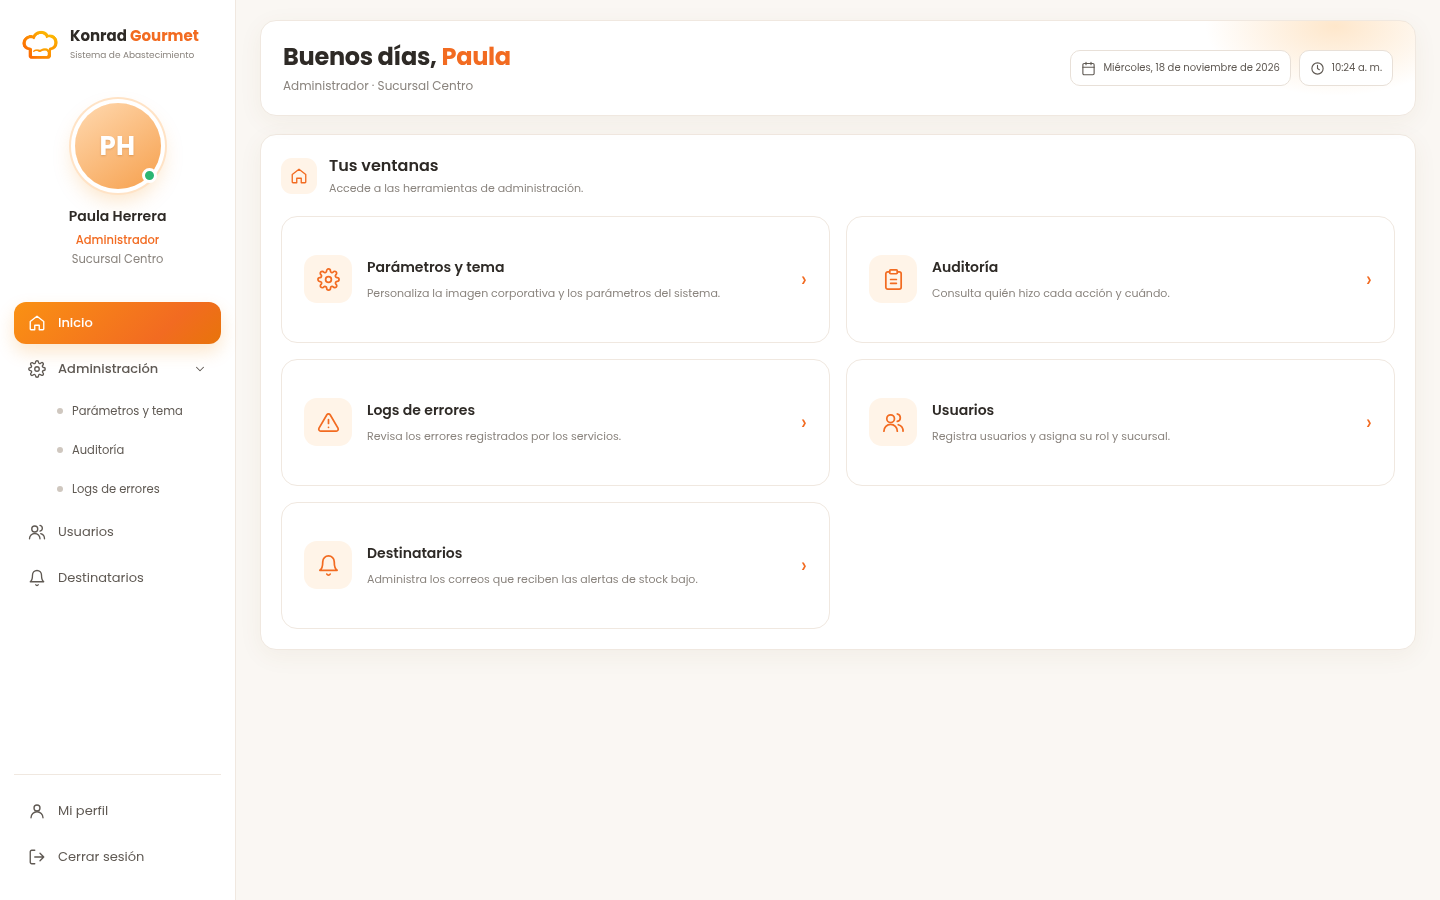 Konrad Gourmet
Sistema de Abastecimiento
PH
Paula Herrera
Administrador
Sucursal Centro
Inicio
Administración
Parámetros y tema
Auditoría
Logs de errores
Usuarios
Destinatarios
Mi perfil
Cerrar sesión
Buenos días, Paula
Administrador · Sucursal Centro
Miércoles, 18 de noviembre de 2026
10:24 a. m.
Tus ventanas
Accede a las herramientas de administración.
Parámetros y tema
Personaliza la imagen corporativa y los parámetros del sistema.
Auditoría
Consulta quién hizo cada acción y cuándo.
Logs de errores
Revisa los errores registrados por los servicios.
Usuarios
Registra usuarios y asigna su rol y sucursal.
Destinatarios
Administra los correos que reciben las alertas de stock bajo.